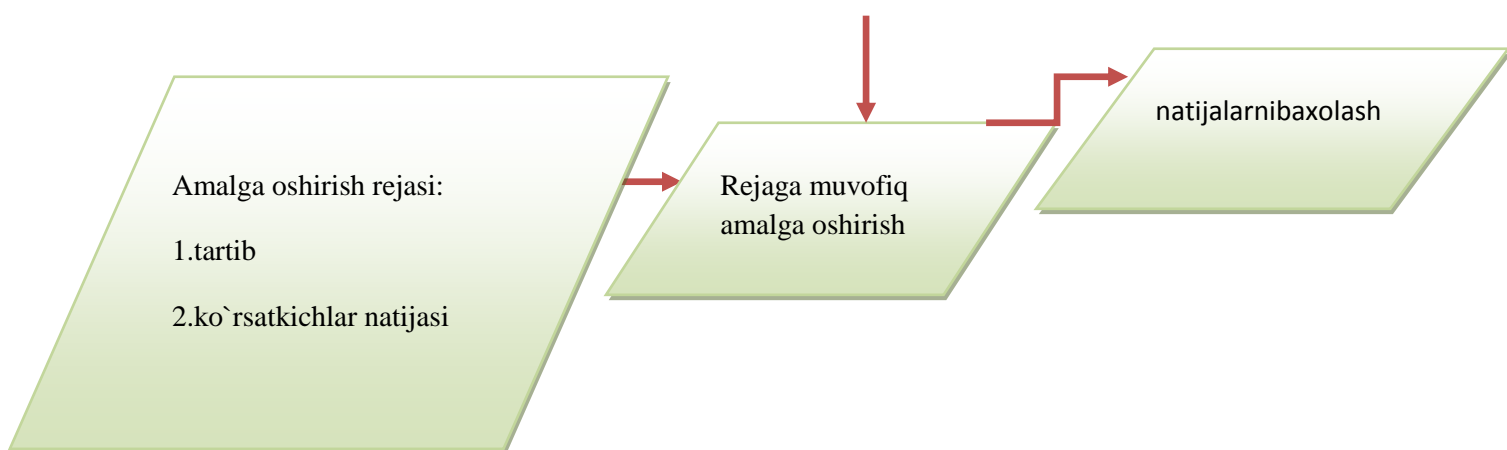 Amalga oshirish rejasi:
1.tartib
2.ko`rsatkichlar natijasi
Rejaga muvofiq
amalga oshirish
natijalarnibaxolash